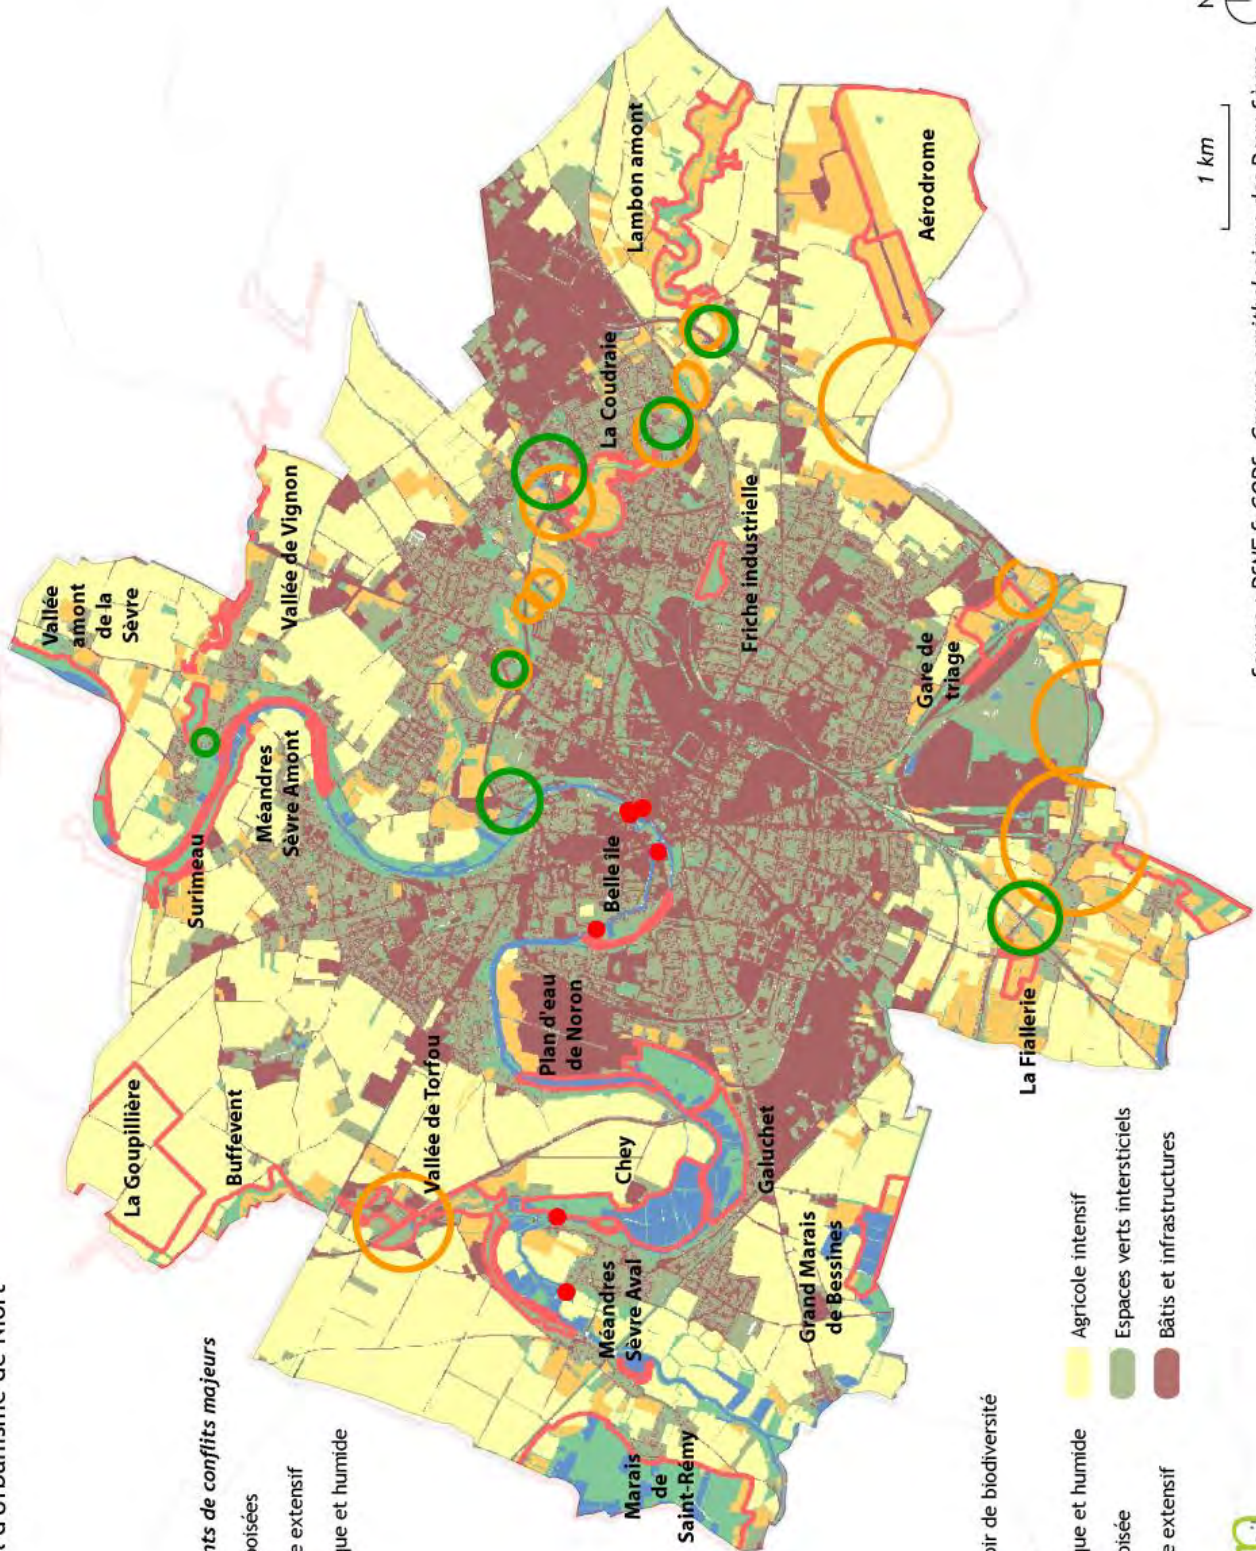 d'Urbanisme de Niort
nts de conflits majeurs
boisées
e extensif
que et humide
La Goupillière
Buffevent
Vallée de Torfou
Surimeau
Vallée
amont
de la
Sèvre
Vallée de Vignon
Méandres
Sèvre Amont
Lambon amont
La Coudraie
Aérodrome
Friche industrielle
Belle île
Plan d'eau
de Noron
Chey
Galuchet
Méandres
Sèvre Aval
Grand Marais
de Bessines
Marais
de
Saint-Rémy
Gare de
triage
La Fiallerie
oir de biodiversité
que et humide
oisée
e extensif
Agricole intensif
Espaces verts intersticiels
Bâtis et infrastructures
1 km
N